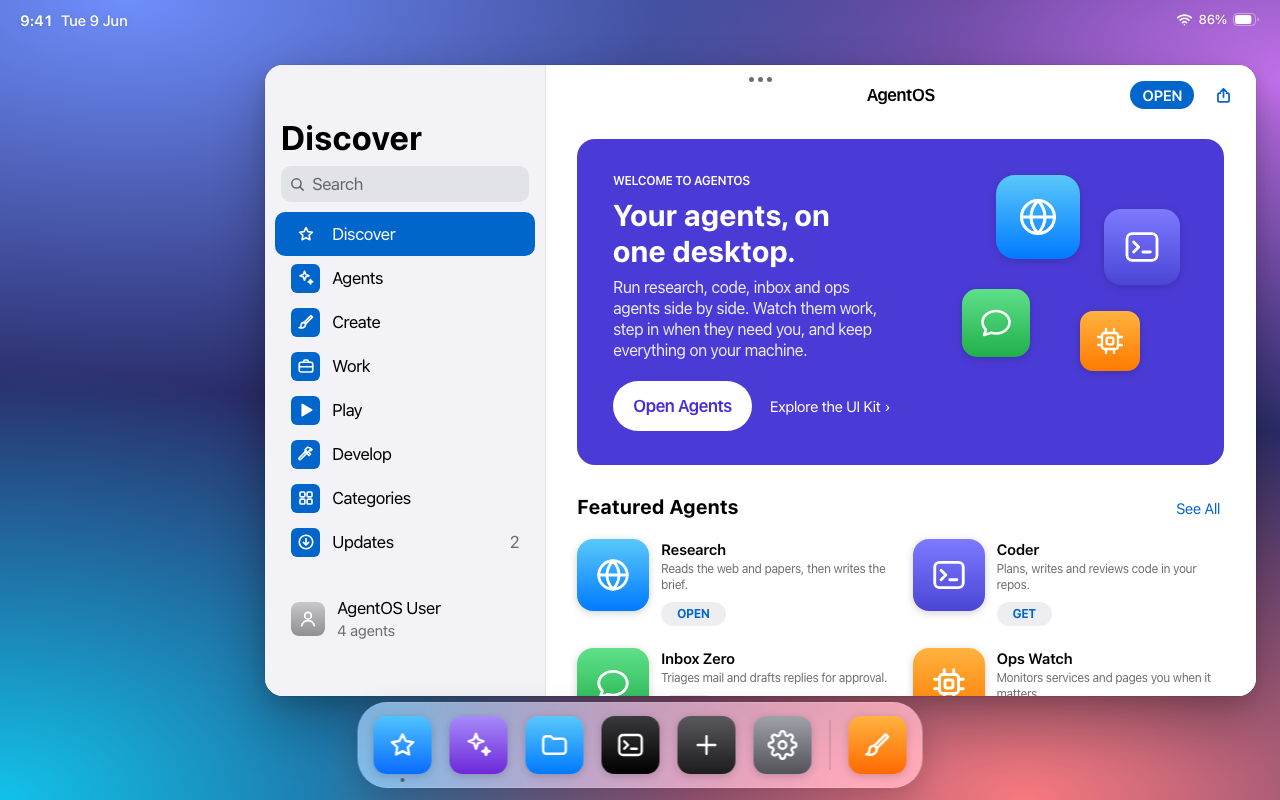 9:41 Tue 9 Jun
86%
Discover
Search
Discover
Agents
Create
Work
Play
Develop
Categories
Updates 2
AgentOS User
4 agents
AgentOS
OPEN
WELCOME TO AGENTOS
Your agents, on
one desktop.
Run research, code, inbox and ops
agents side by side. Watch them work,
step in when they need you, and keep
everything on your machine.
Open Agents
Explore the UI Kit ›
Featured Agents
See All
Research
Reads the web and papers, then writes the
brief.
OPEN
Coder
Plans, writes and reviews code in your
repos.
GET
Inbox Zero
Triages mail and drafts replies for approval.
Ops Watch
Monitors services and pages you when it
matters.